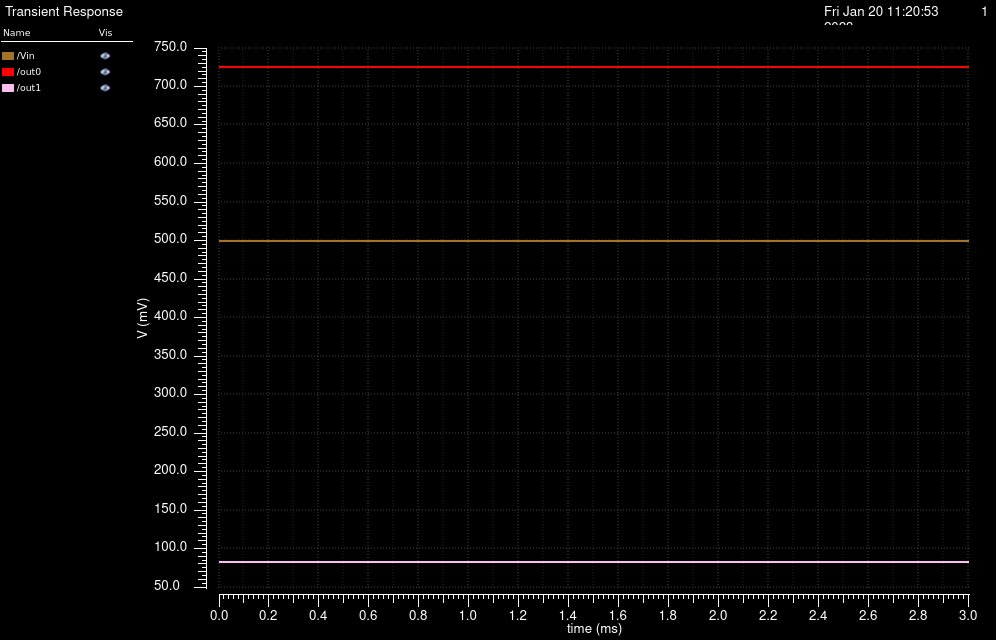 Transient Response
Fri Jan 20 11:20:53 1
Name Vis
/Vin
/out0
/out1
750.0
700.0
650.0
600.0
550.0
500.0
450.0
400.0
350.0
300.0
250.0
200.0
150.0
100.0
50.0
V (mV)
0.0 0.2 0.4 0.6 0.8 1.0 1.2 1.4 1.6 1.8 2.0 2.2 2.4 2.6 2.8 3.0
time (ms)